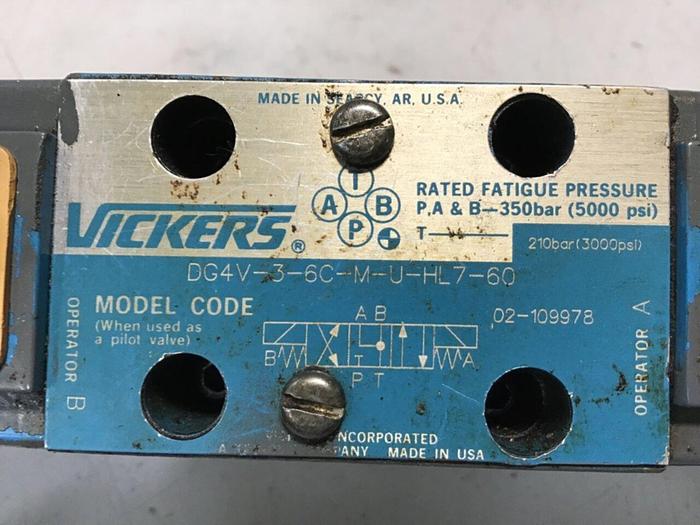 MADE IN SEARCY, AR, U.S.A.
T
A B
P
VICKERS®
RATED FATIGUE PRESSURE
P,A & B-350bar (5000 psi)
T
210bar(3000psi)
DG4V-3-6C-M-U-HL7-60
MODEL CODE
(When used as
a pilot valve)
02-109978
A B
B
T
A
P T
OPERATOR B
OPERATOR A
INCORPORATED
MADE IN USA